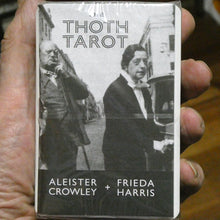 THOTH
TAROT
ALEISTER FRIEDA
CROWLEY + HARRIS